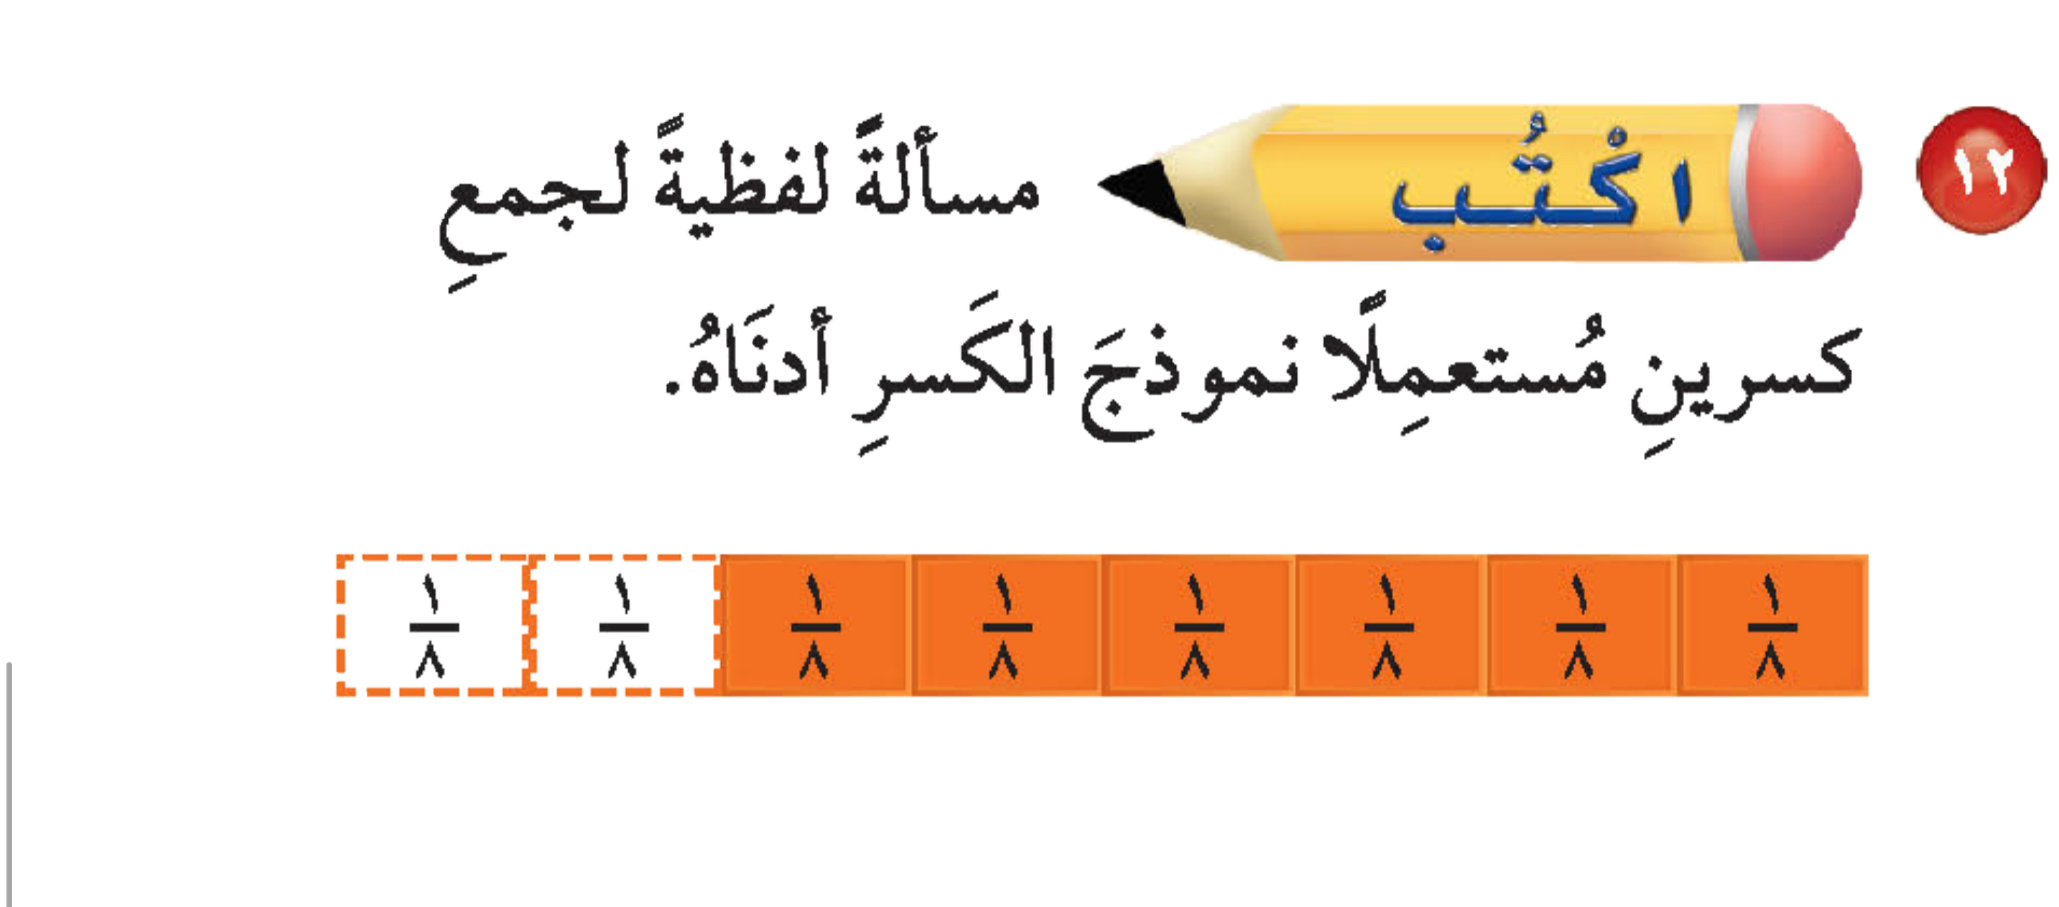 ١٢ اكْتُب مسألةً لفظيةً لجمعِ
كسرينِ مُستعمِلًا نموذجَ الكَسرِ أدنَاهُ.
١/٨ ١/٨ ١/٨ ١/٨ ١/٨ ١/٨ ١/٨ ١/٨